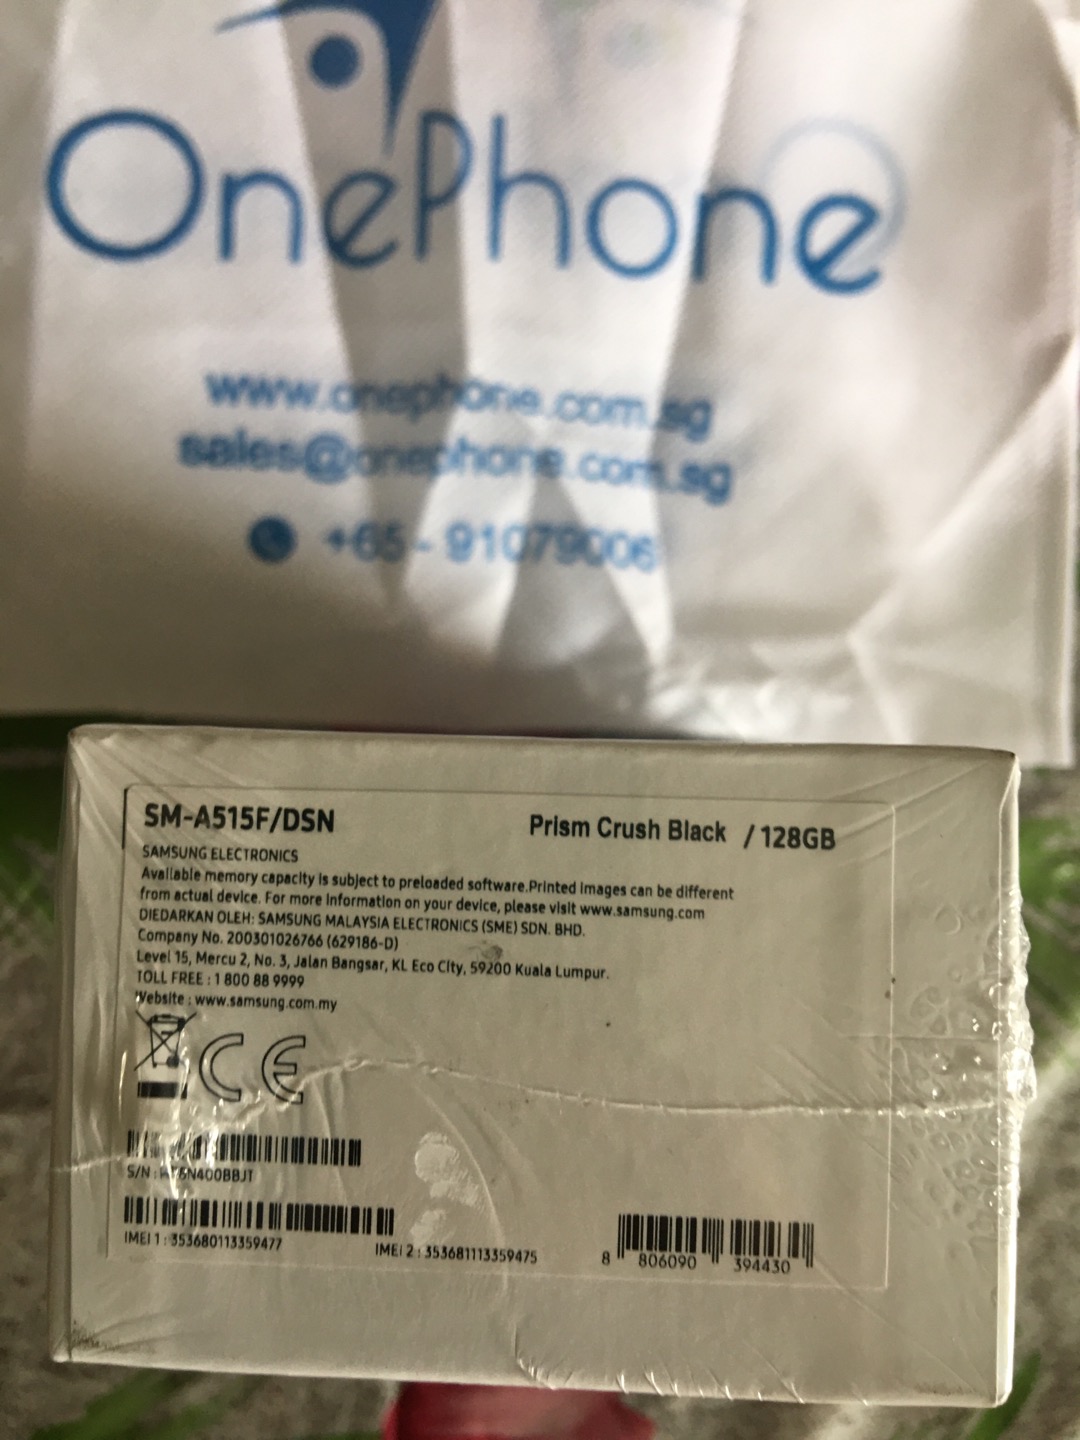 OnePhone
www.onephone.com.sg
sales@onephone.com.sg
+65 - 91079006
SM-A515F/DSN
Prism Crush Black / 128GB
SAMSUNG ELECTRONICS
Available memory capacity is subject to preloaded software.Printed images can be different
from actual device. For more information on your device, please visit www.samsung.com
DIEDARKAN OLEH: SAMSUNG MALAYSIA ELECTRONICS (SME) SDN. BHD.
Company No. 200301026766 (629186-D)
Level 15, Mercu 2, No. 3, Jalan Bangsar, KL Eco City, 59200 Kuala Lumpur.
TOLL FREE : 1 800 88 9999
Website : www.samsung.com.my
CE
S/N :
IMEI 1 : 353680113359477
IMEI 2 : 353681113359475
8 806090 394430